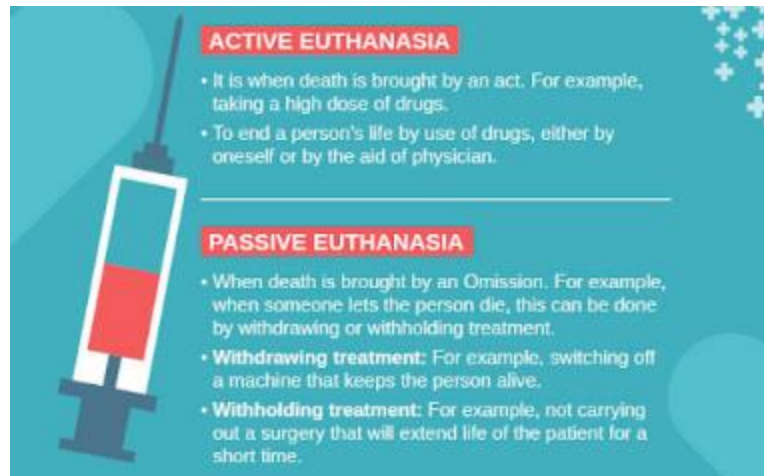 ACTIVE EUTHANASIA
• It is when death is brought by an act. For example,
taking a high dose of drugs.
• To end a person's life by use of drugs, either by
oneself or by the aid of physician.
PASSIVE EUTHANASIA
• When death is brought by an Omission. For example,
when someone lets the person die, this can be done
by withdrawing or withholding treatment.
• Withdrawing treatment: For example, switching off
a machine that keeps the person alive.
• Withholding treatment: For example, not carrying
out a surgery that will extend life of the patient for a
short time.